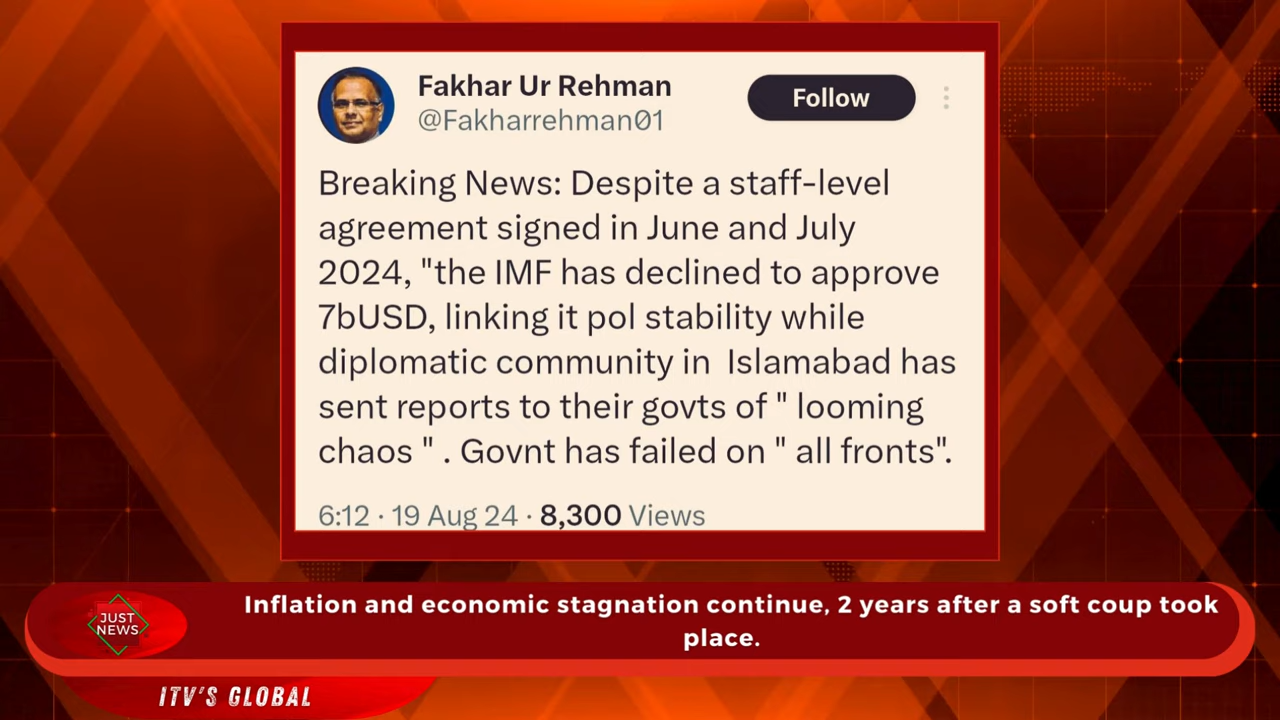 Fakhar Ur Rehman
@Fakharrehman01
Follow
Breaking News: Despite a staff-level
agreement signed in June and July
2024, "the IMF has declined to approve
7bUSD, linking it pol stability while
diplomatic community in  Islamabad has
sent reports to their govts of " looming
chaos " . Govnt has failed on " all fronts".
6:12 · 19 Aug 24 · 8,300 Views
Inflation and economic stagnation continue, 2 years after a soft coup took
place.
JUST
NEWS
ITV'S GLOBAL